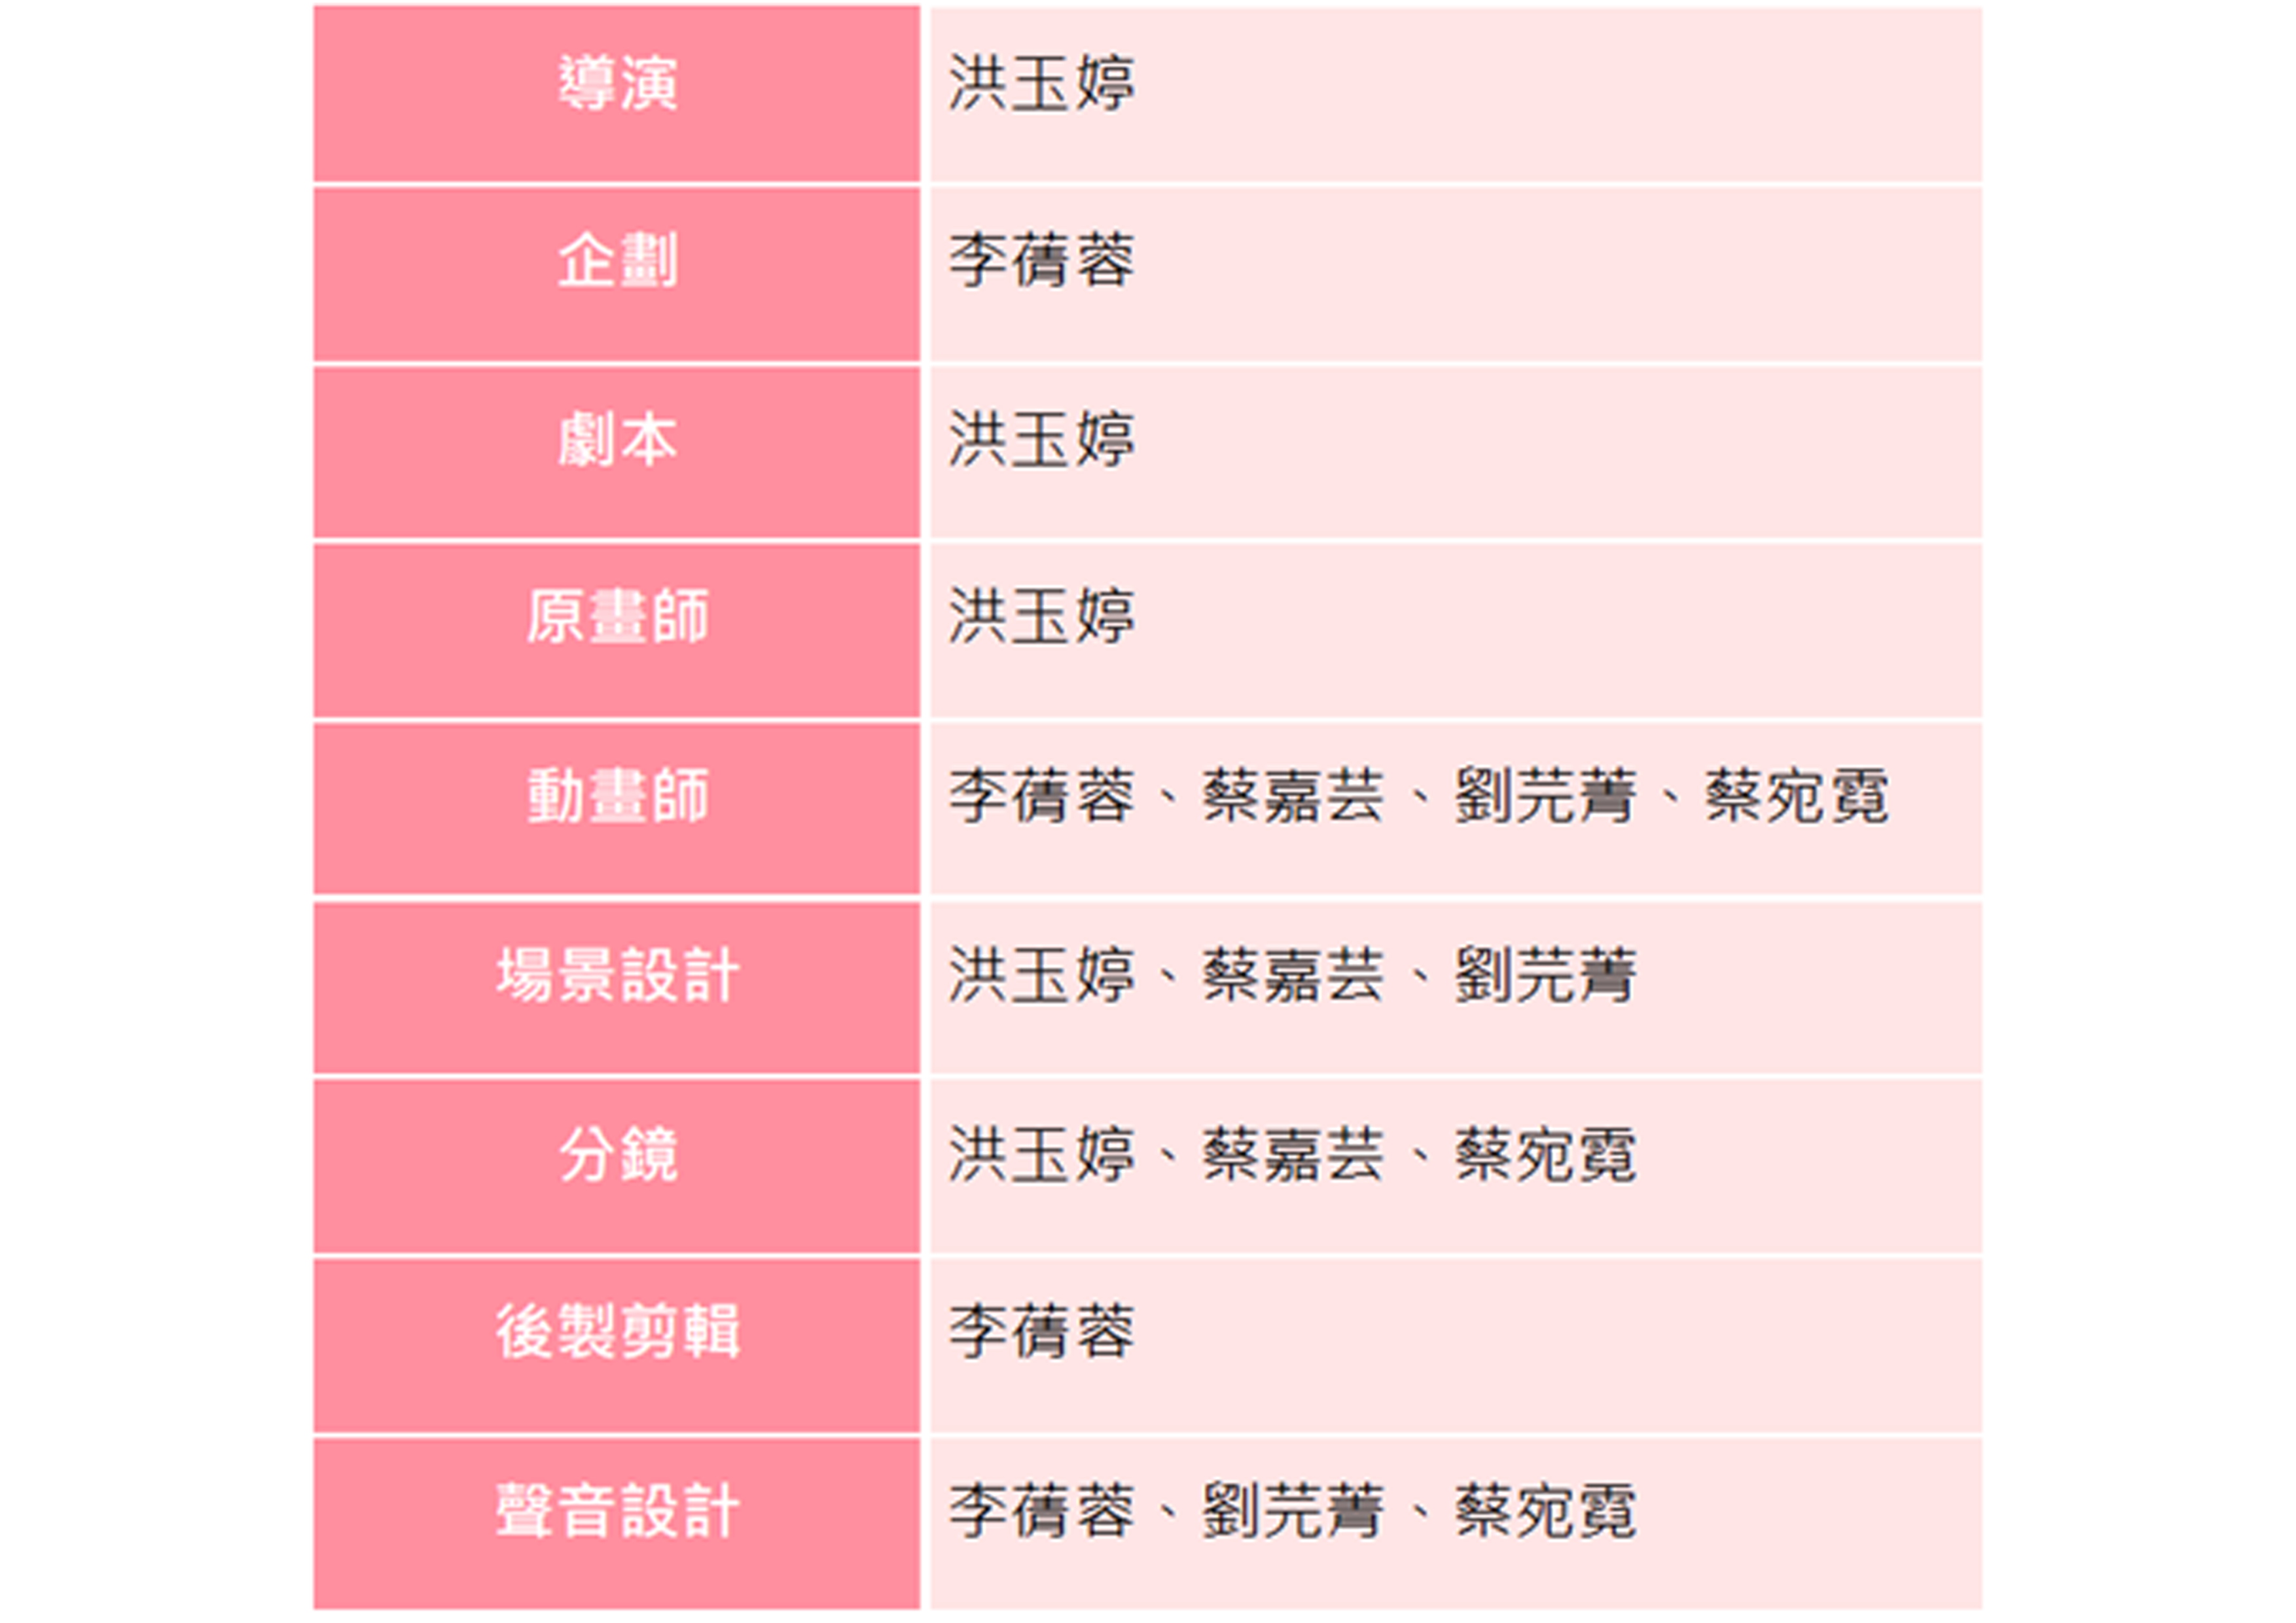 導演 洪玉婷
企劃 李蒨蓉
劇本 洪玉婷
原畫師 洪玉婷
動畫師 李蒨蓉、蔡嘉芸、劉芫菁、蔡宛霓
場景設計 洪玉婷、蔡嘉芸、劉芫菁
分鏡 洪玉婷、蔡嘉芸、蔡宛霓
後製剪輯 李蒨蓉
聲音設計 李蒨蓉、劉芫菁、蔡宛霓